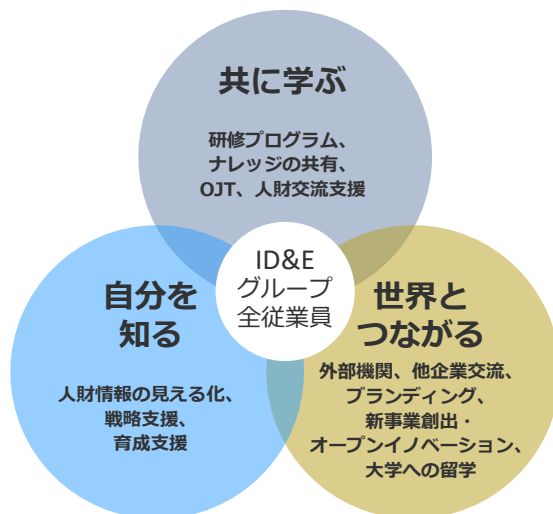 共に学ぶ
研修プログラム、
ナレッジの共有、
OJT、人財交流支援
ID&E
グループ
全従業員
自分を
知る
人財情報の見える化、
戦略支援、
育成支援
世界と
つながる
外部機関、他企業交流、
ブランディング、
新事業創出・
オープンイノベーション、
大学への留学